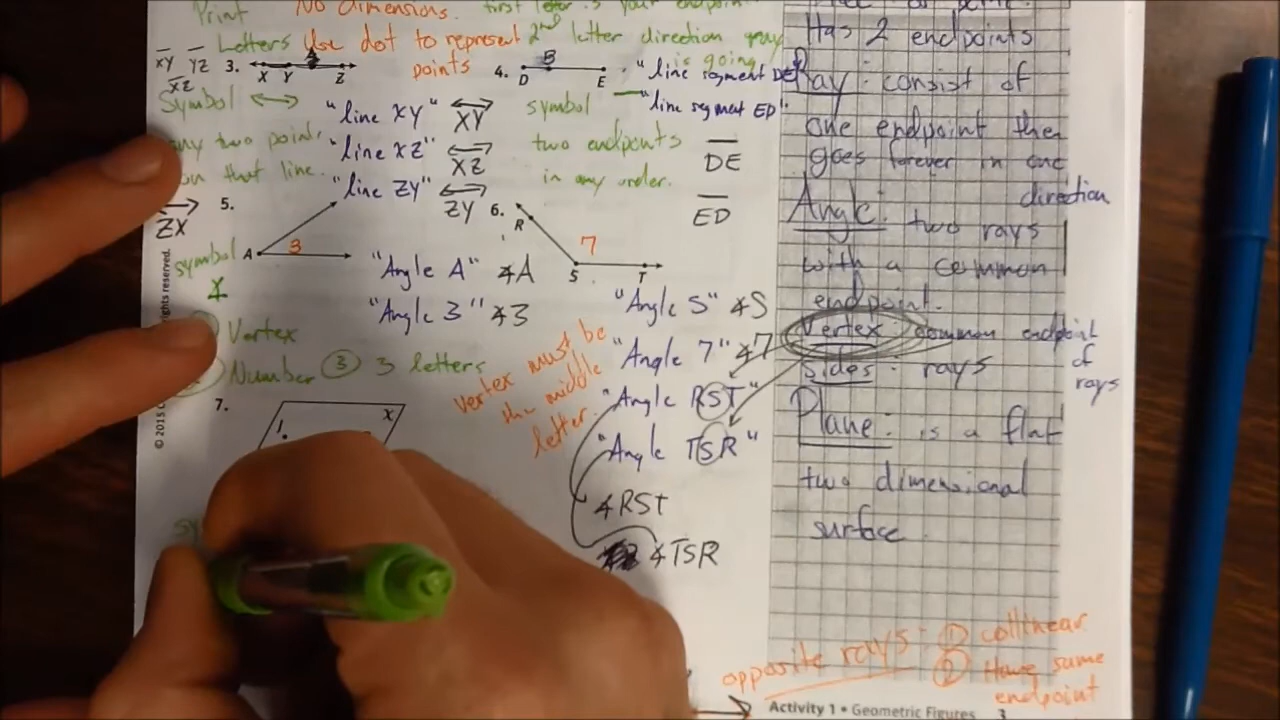 Print No Dimensions. first letter is your endpoint
Letters Use dot to represent points
2nd letter direction ray is going
XY YZ
XZ
3. X Y Z
4. D B E
"line segment DE"
"line segment ED".
Symbol
any two point
on that line.
ZX
"line XY" XY
"line XZ" XZ
"line ZY" ZY
symbol
two endpoints
in any order.
DE
ED
5.
A 3
symbol
∡
Vertex
Number ③ 3 letters
"Angle A" ∡A
"Angle 3" ∡3
6.
R 7
S T
"Angle S" ∡S
"Angle 7" ∡7
"Angle RST"
"Angle TSR"
∡RST
∡TSR
vertex must be
the middle
letter.
7.
X
sy
© 2015
rights reserved.
Has 2 endpoints
Ray: consist of
one endpoint then
goes forever in one
direction
Angle: two rays
with a common
endpoint.
Vertex: common endpoint
of
rays
Sides: rays
Plane: is a flat
two dimensional
surface.
opposite rays: ① collinear
② Have same
endpoint
Activity 1 • Geometric Figures 3